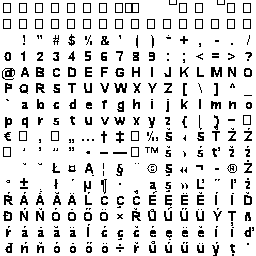 ! " # $ % & ' ( ) * + , - . /
0 1 2 3 4 5 6 7 8 9 : ; < = > ?
@ A B C D E F G H I J K L M N O
P Q R S T U V W X Y Z [ \ ] ^ _
` a b c d e f g h i j k l m n o
p q r s t u v w x y z { | } ~
€ ‚ „ … † ‡ ‰ Š ‹ Ś Ť Ž Ź
‘ ’ “ ” • – — ™ š › ś ť ž ź
ˇ ˘ Ł ¤ Ą ¦ § ¨ © Ş « ¬ - ® Ż
° ± ˛ ł ´ µ ¶ · ¸ ą ş » Ľ ˝ ľ ż
Ŕ Á Â Ă Ä Ĺ Ć Ç Č É Ę Ë Ě Í Î Ď
Đ Ń Ň Ó Ô Ő Ö × Ř Ů Ú Ű Ü Ý Ţ ß
ŕ á â ă ä ĺ ć ç č é ę ë ě í î ď
đ ń ň ó ô ő ö ÷ ř ů ú ű ü ý ţ ˙